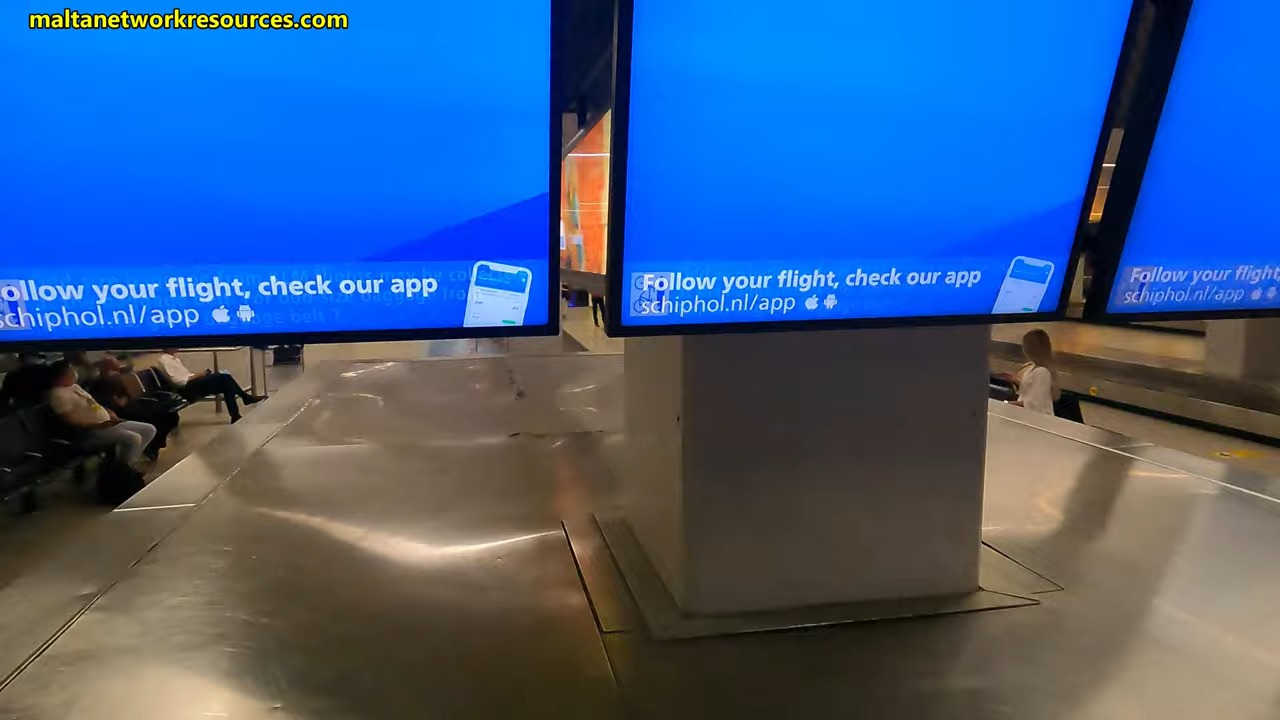 maltanetworkresources.com
ollow your flight, check our app
schiphol.nl/app
Follow your flight, check our app
schiphol.nl/app
Follow your flight
schiphol.nl/app